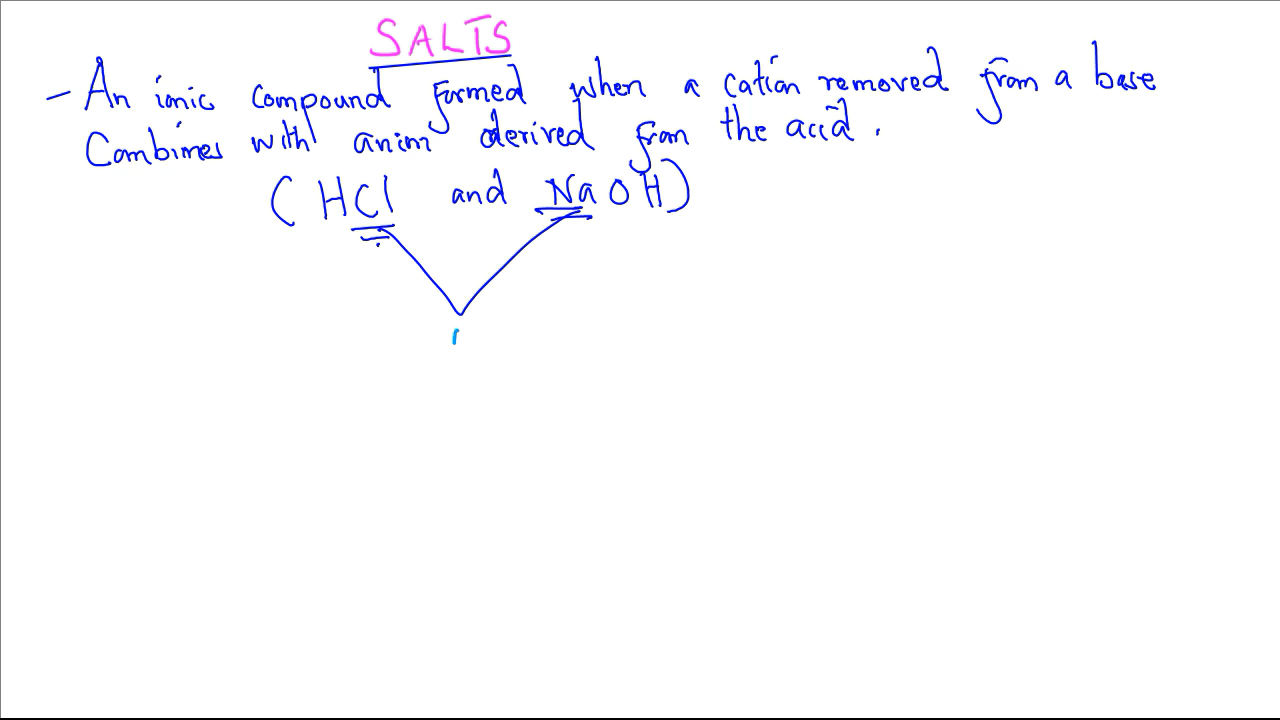 SALTS
- An ionic compound formed when a cation removed from a base
Combines with anion derived from the acid.
(HCl and NaOH)